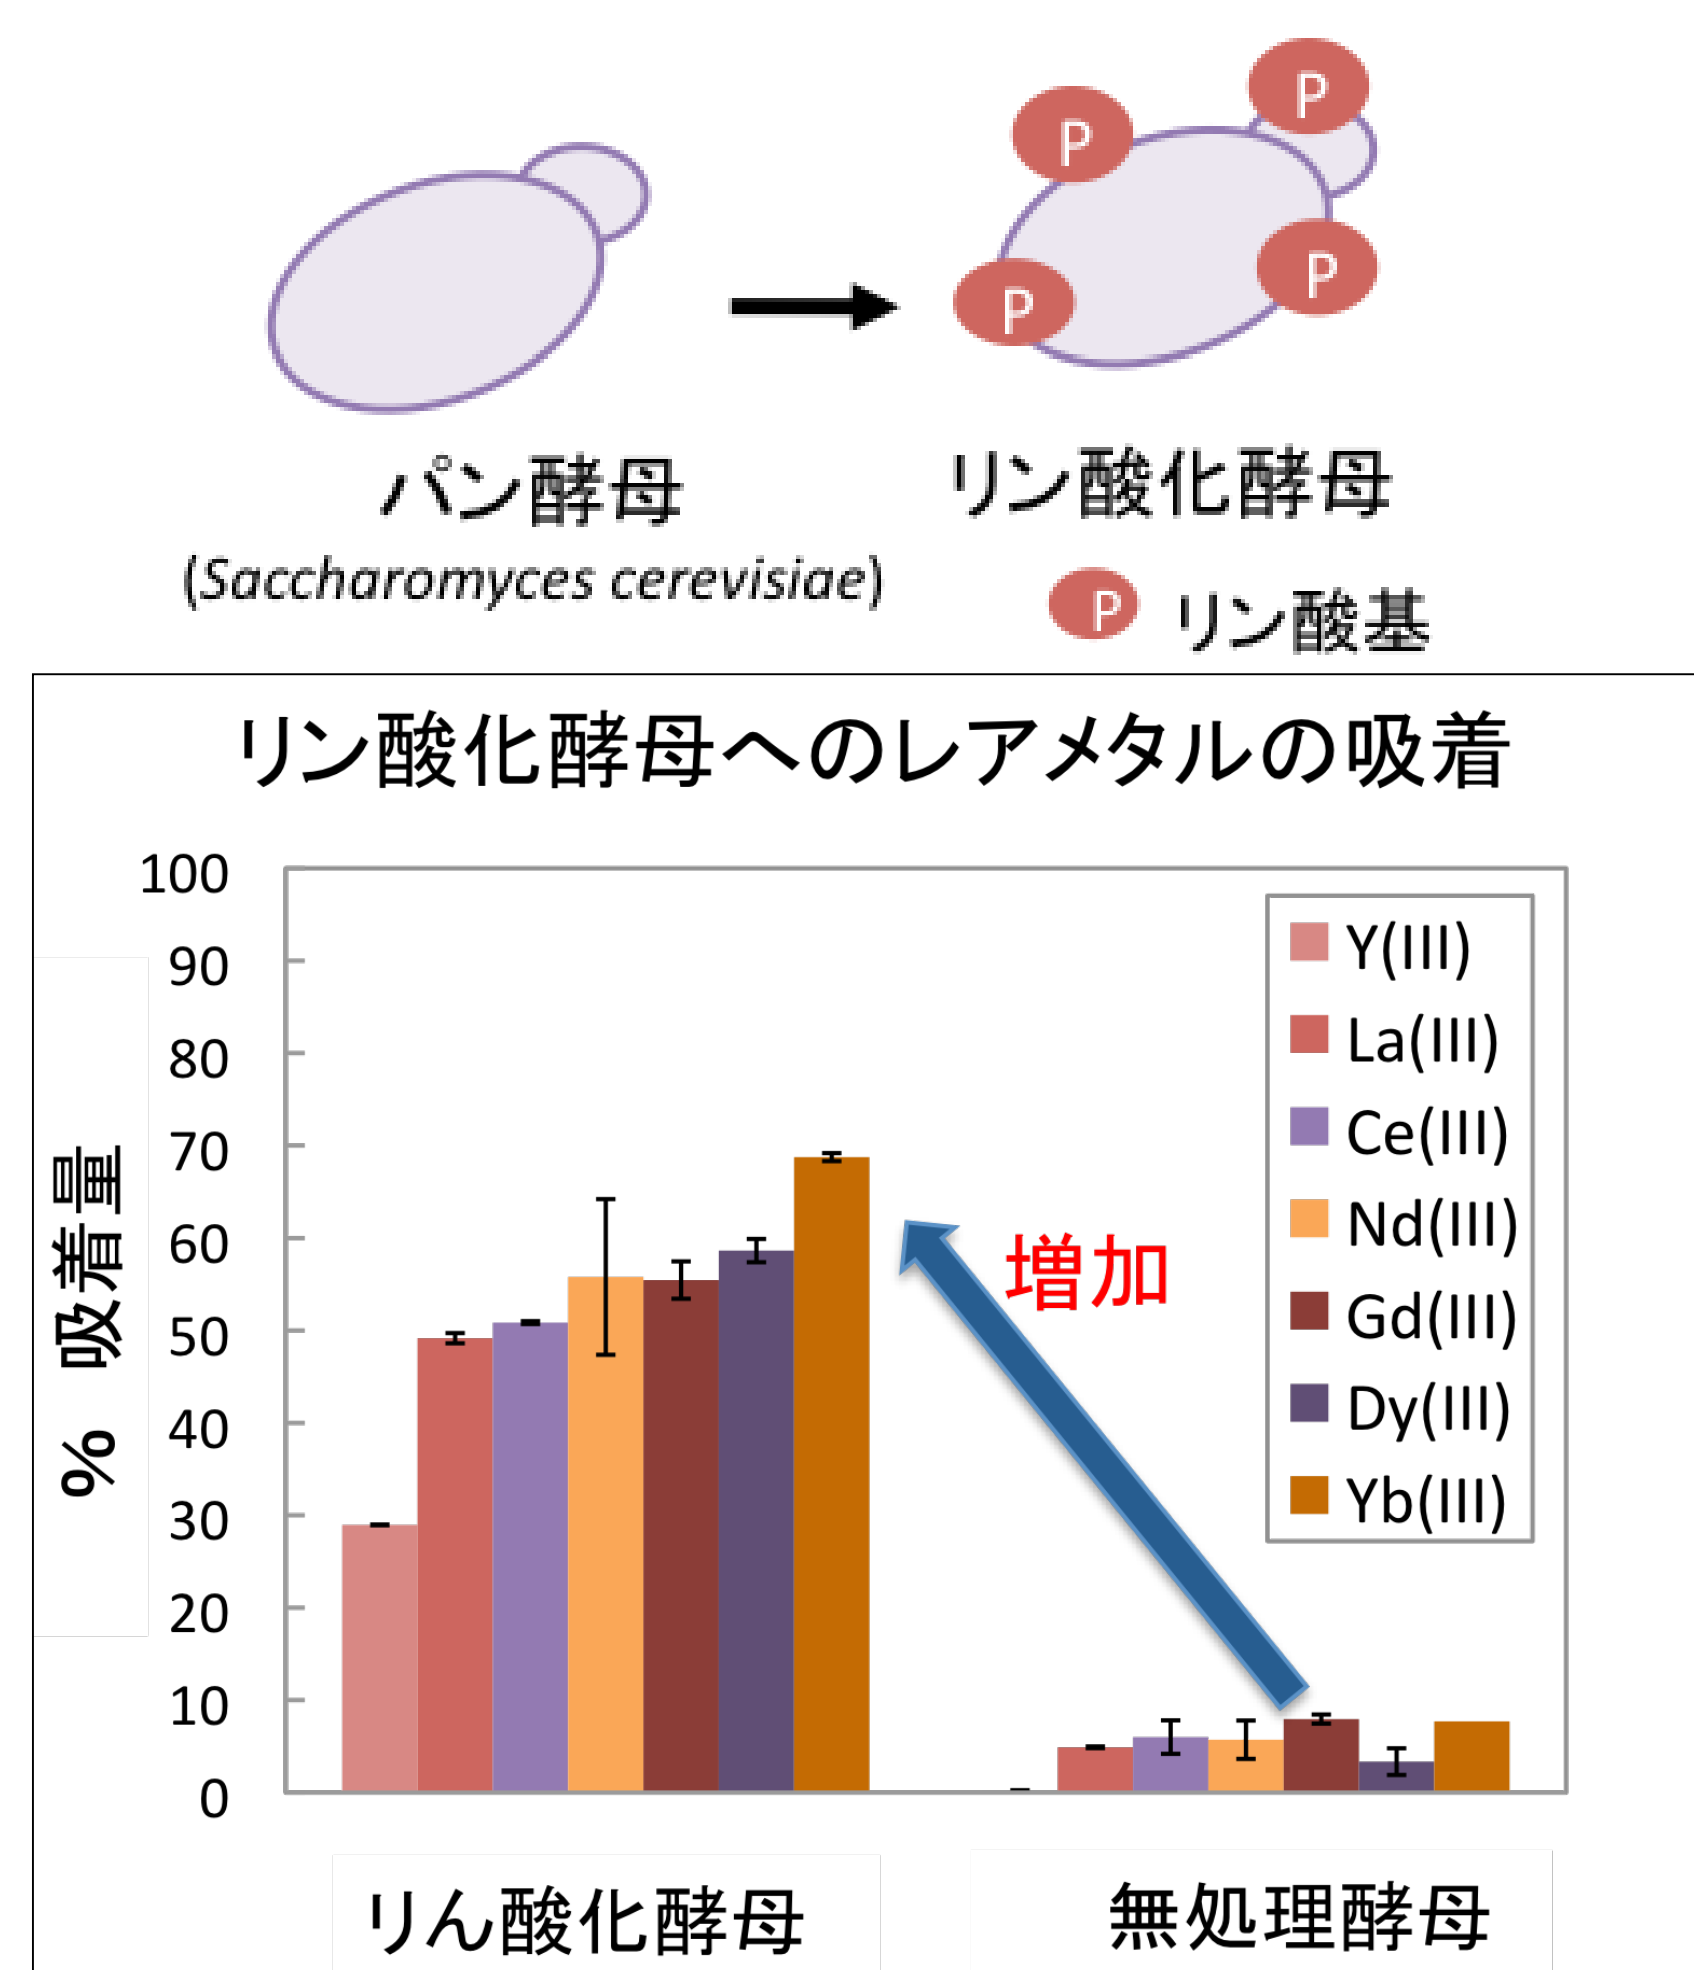 P
P
P
P
パン酵母
(Saccharomyces cerevisiae)
リン酸化酵母
P リン酸基
リン酸化酵母へのレアメタルの吸着
% 吸着量
100
90
80
70
60
50
40
30
20
10
0
増加
Y(III)
La(III)
Ce(III)
Nd(III)
Gd(III)
Dy(III)
Yb(III)
リん酸化酵母
無処理酵母